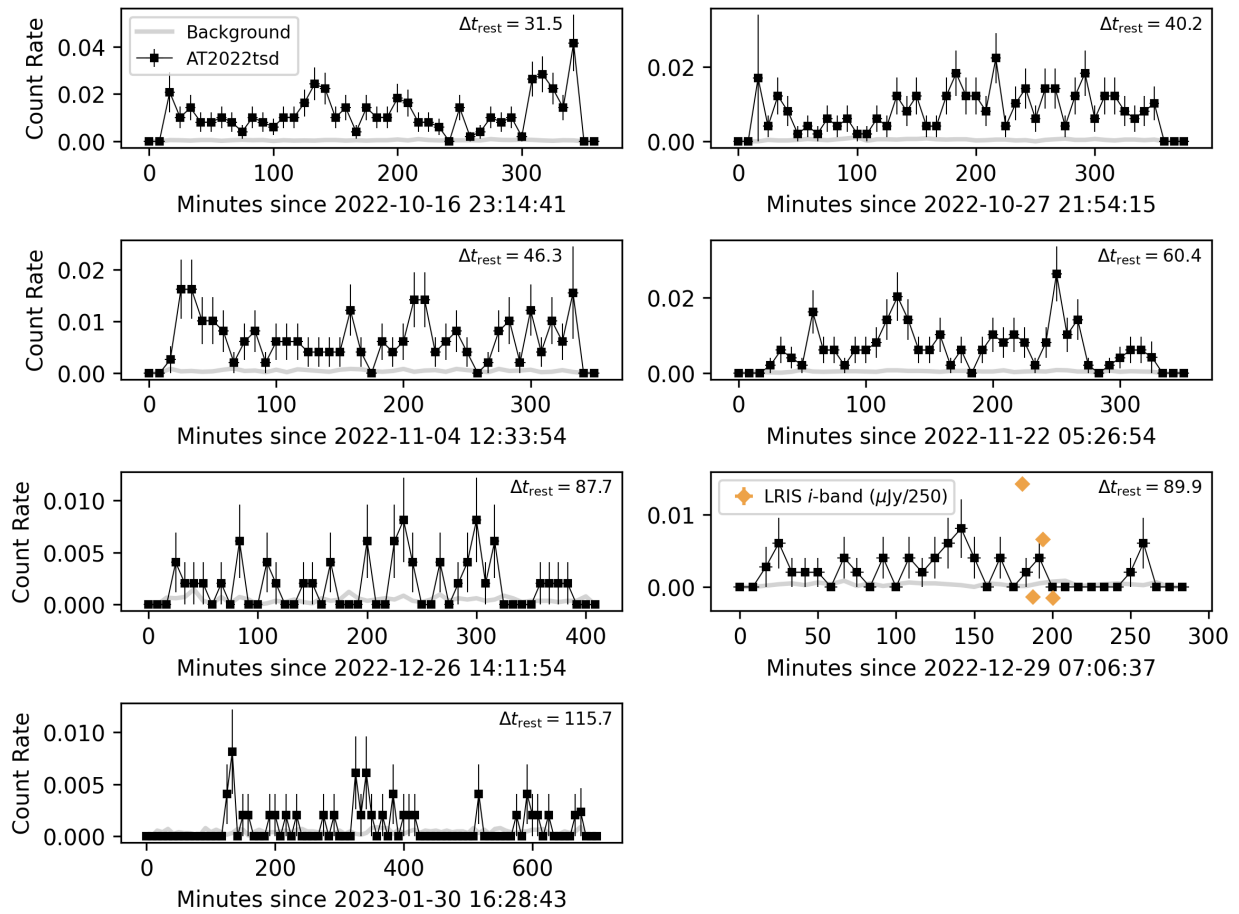 Count Rate
0.04
0.02
0.00
Background
AT2022tsd
Δt_rest = 31.5
0 100 200 300
Minutes since 2022-10-16 23:14:41
0.02
0.00
Δt_rest = 40.2
0 100 200 300
Minutes since 2022-10-27 21:54:15
Count Rate
0.02
0.01
0.00
Δt_rest = 46.3
0 100 200 300
Minutes since 2022-11-04 12:33:54
0.02
0.00
Δt_rest = 60.4
0 100 200 300
Minutes since 2022-11-22 05:26:54
Count Rate
0.010
0.005
0.000
Δt_rest = 87.7
0 100 200 300 400
Minutes since 2022-12-26 14:11:54
0.01
0.00
LRIS i-band (μJy/250)
Δt_rest = 89.9
0 50 100 150 200 250 300
Minutes since 2022-12-29 07:06:37
Count Rate
0.010
0.005
0.000
Δt_rest = 115.7
0 200 400 600
Minutes since 2023-01-30 16:28:43